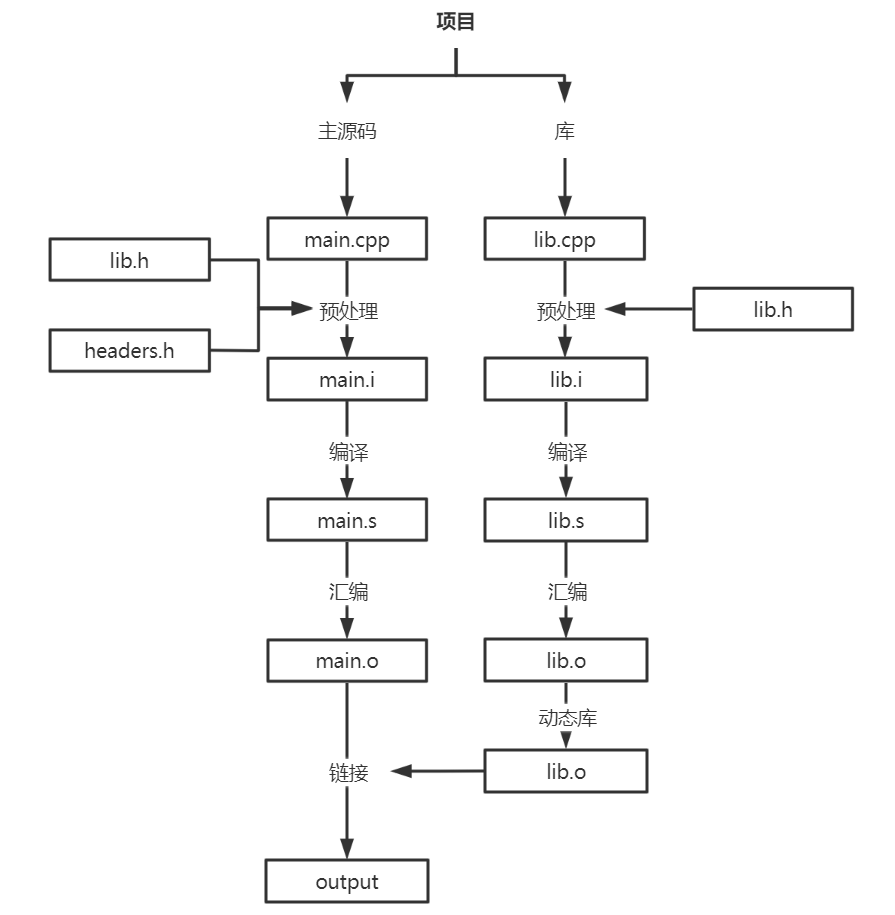 项目
主源码
库
main.cpp
lib.cpp
lib.h
预处理
预处理
lib.h
headers.h
main.i
lib.i
编译
编译
main.s
lib.s
汇编
汇编
main.o
lib.o
动态库
链接
lib.o
output